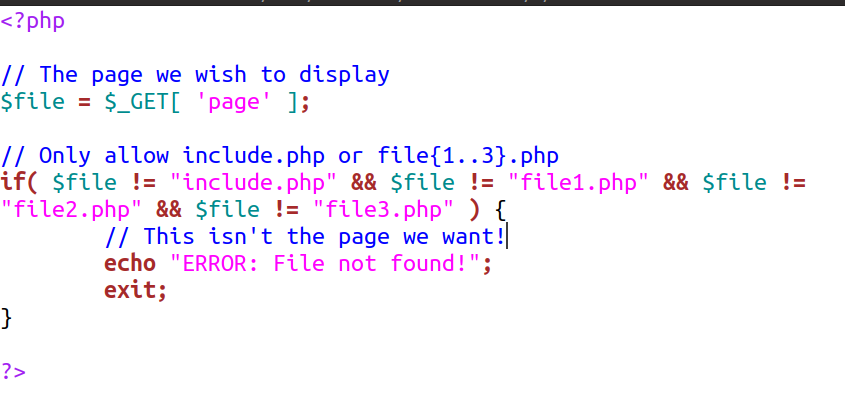 <?php
// The page we wish to display
$file = $_GET[ 'page' ];
// Only allow include.php or file{1..3}.php
if( $file != "include.php" && $file != "file1.php" && $file !=
"file2.php" && $file != "file3.php" ) {
// This isn't the page we want!
echo "ERROR: File not found!";
exit;
}
?>